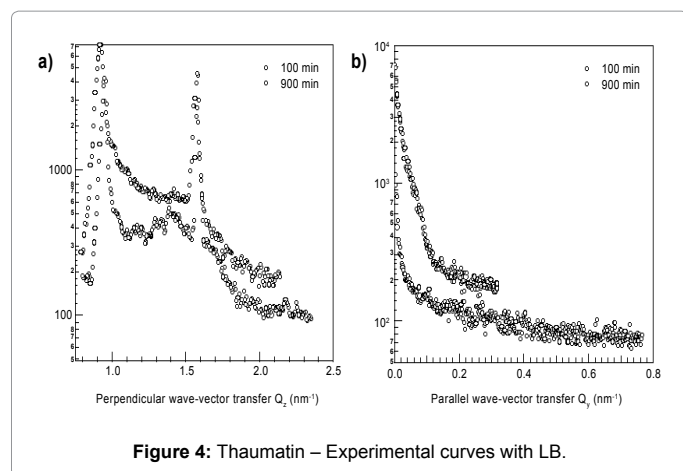 a)
100 min
900 min
1000
100
1.0
1.5
2.0
2.5
Perpendicular wave-vector transfer Q_z (nm⁻¹)
b)
100 min
900 min
10⁴
10³
10²
0.0
0.2
0.4
0.6
0.8
Parallel wave-vector transfer Q_y (nm⁻¹)
Figure 4: Thaumatin – Experimental curves with LB.